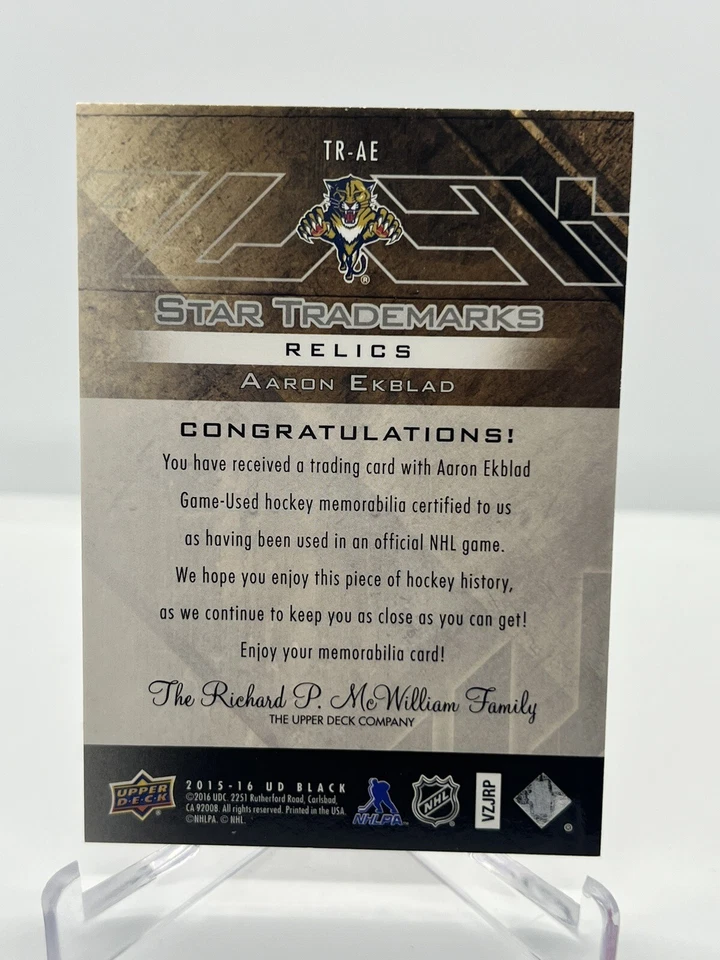 TR-AE
®
STAR TRADEMARKS
RELICS
AARON EKBLAD
CONGRATULATIONS!
You have received a trading card with Aaron Ekblad
Game-Used hockey memorabilia certified to us
as having been used in an official NHL game.
We hope you enjoy this piece of hockey history,
as we continue to keep you as close as you can get!
Enjoy your memorabilia card!
The Richard P. McWilliam Family
THE UPPER DECK COMPANY
UPPER
D·E·C·K
2015-16 UD BLACK
©2016 UDC. 2251 Rutherford Road, Carlsbad,
CA 92008. All rights reserved. Printed in the USA.
©NHLPA. © NHL.
NHLPA
NHL
VZJRP
®